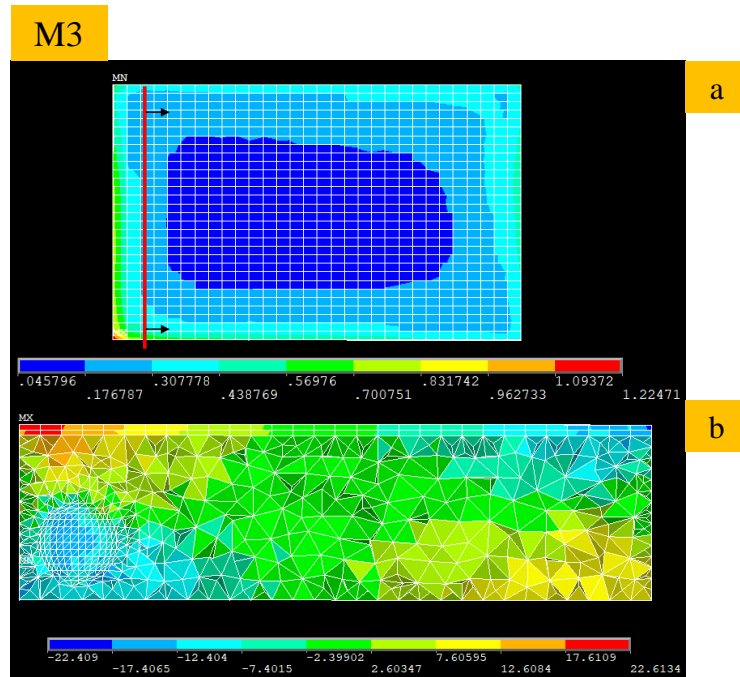 M3
a
MN
.045796 .307778 .56976 .831742 1.09372
.176787 .438769 .700751 .962733 1.22471
MX
b
-22.409 -12.404 -2.39902 7.60595 17.6109
-17.4065 -7.4015 2.60347 12.6084 22.6134